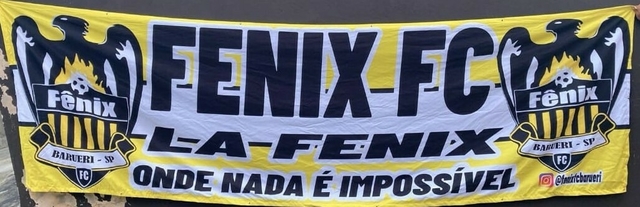 FENIX FC
LA FENIX
ONDE NADA É IMPOSSÍVEL
Fênix
BARUERI - SP
FC
Fênix
BARUERI - SP
FC
@fenixfcbarueri